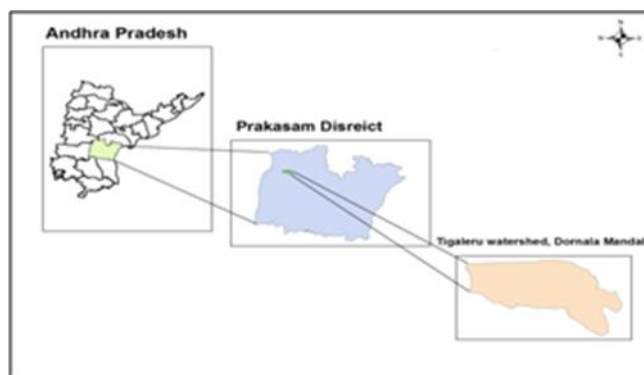 Andhra Pradesh
Prakasam Disreict
Tigaleru watershed, Dornala Mandal